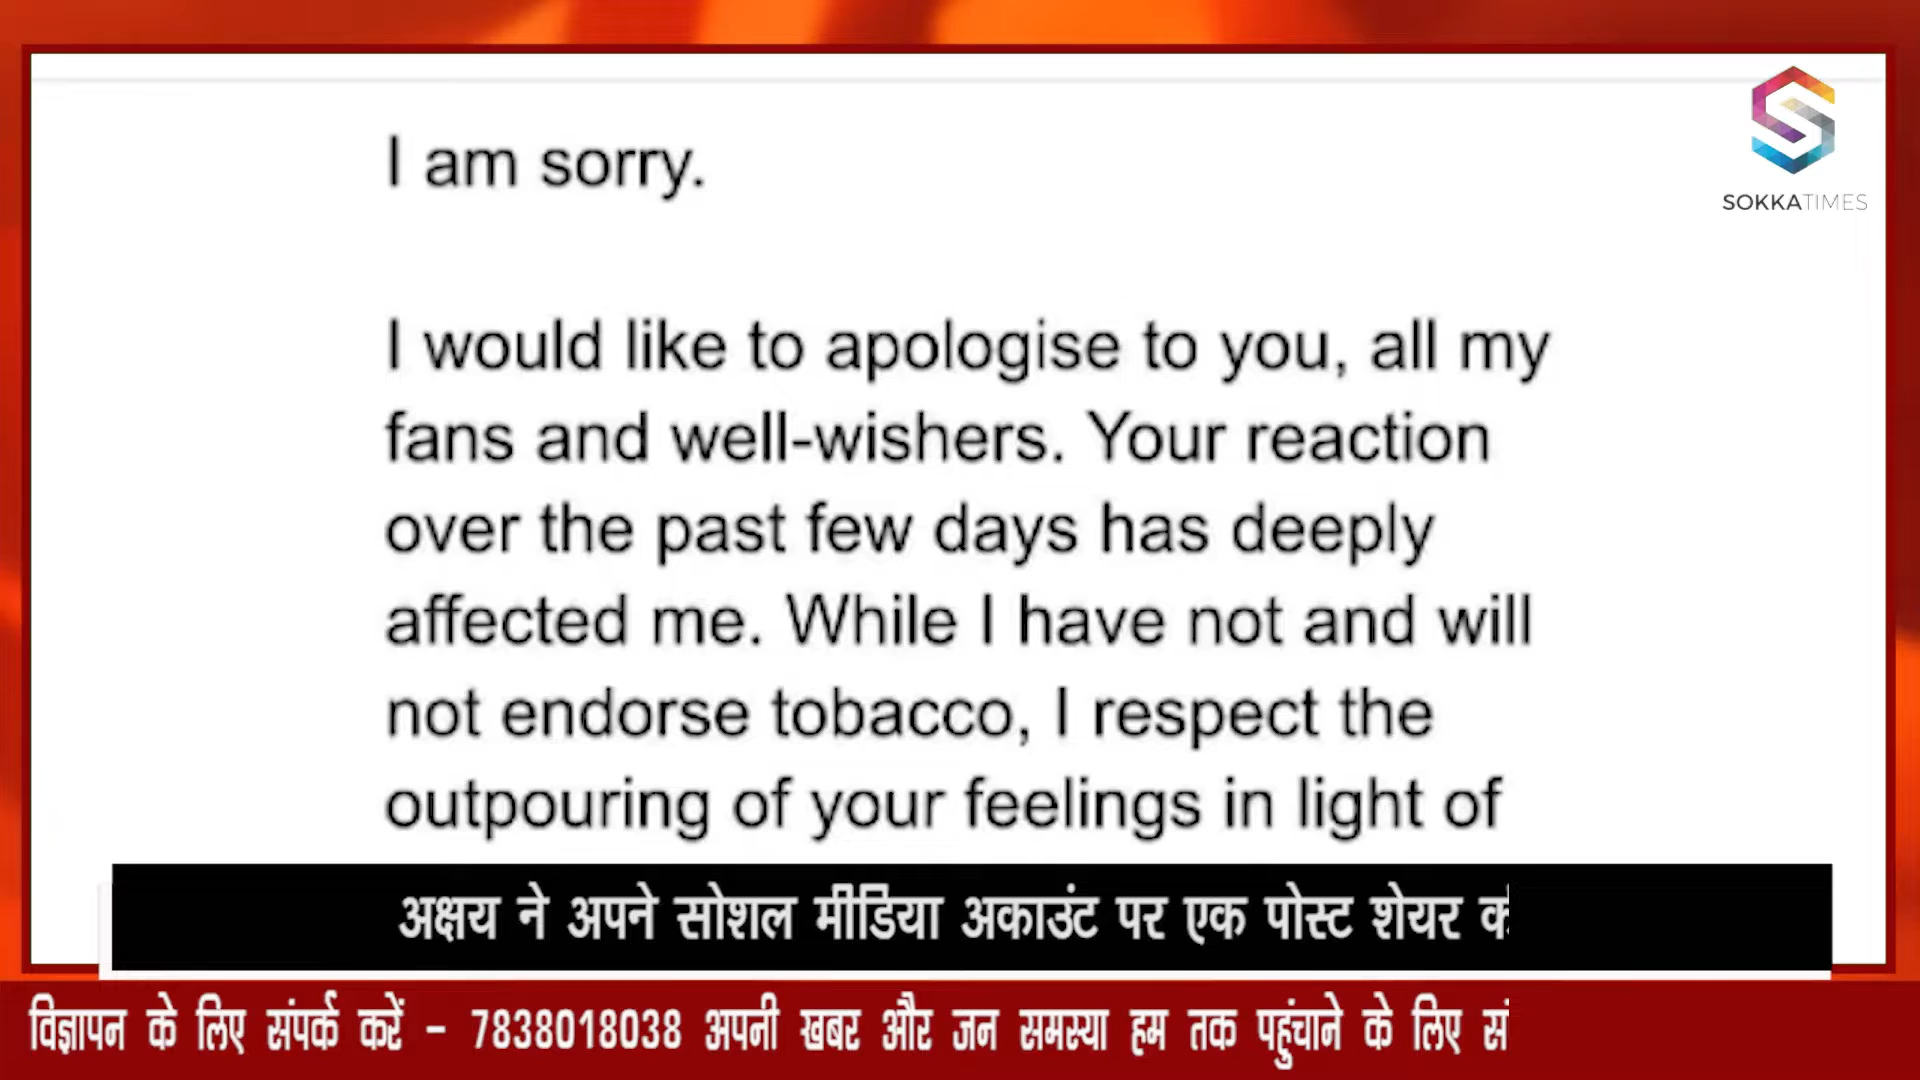 SOKKATIMES
I am sorry.
I would like to apologise to you, all my
fans and well-wishers. Your reaction
over the past few days has deeply
affected me. While I have not and will
not endorse tobacco, I respect the
outpouring of your feelings in light of
अक्षय ने अपने सोशल मीडिया अकाउंट पर एक पोस्ट शेयर
विज्ञापन के लिए संपर्क करें - 7838018038 अपनी खबर और जन समस्या हम तक पहुंचाने के लिए